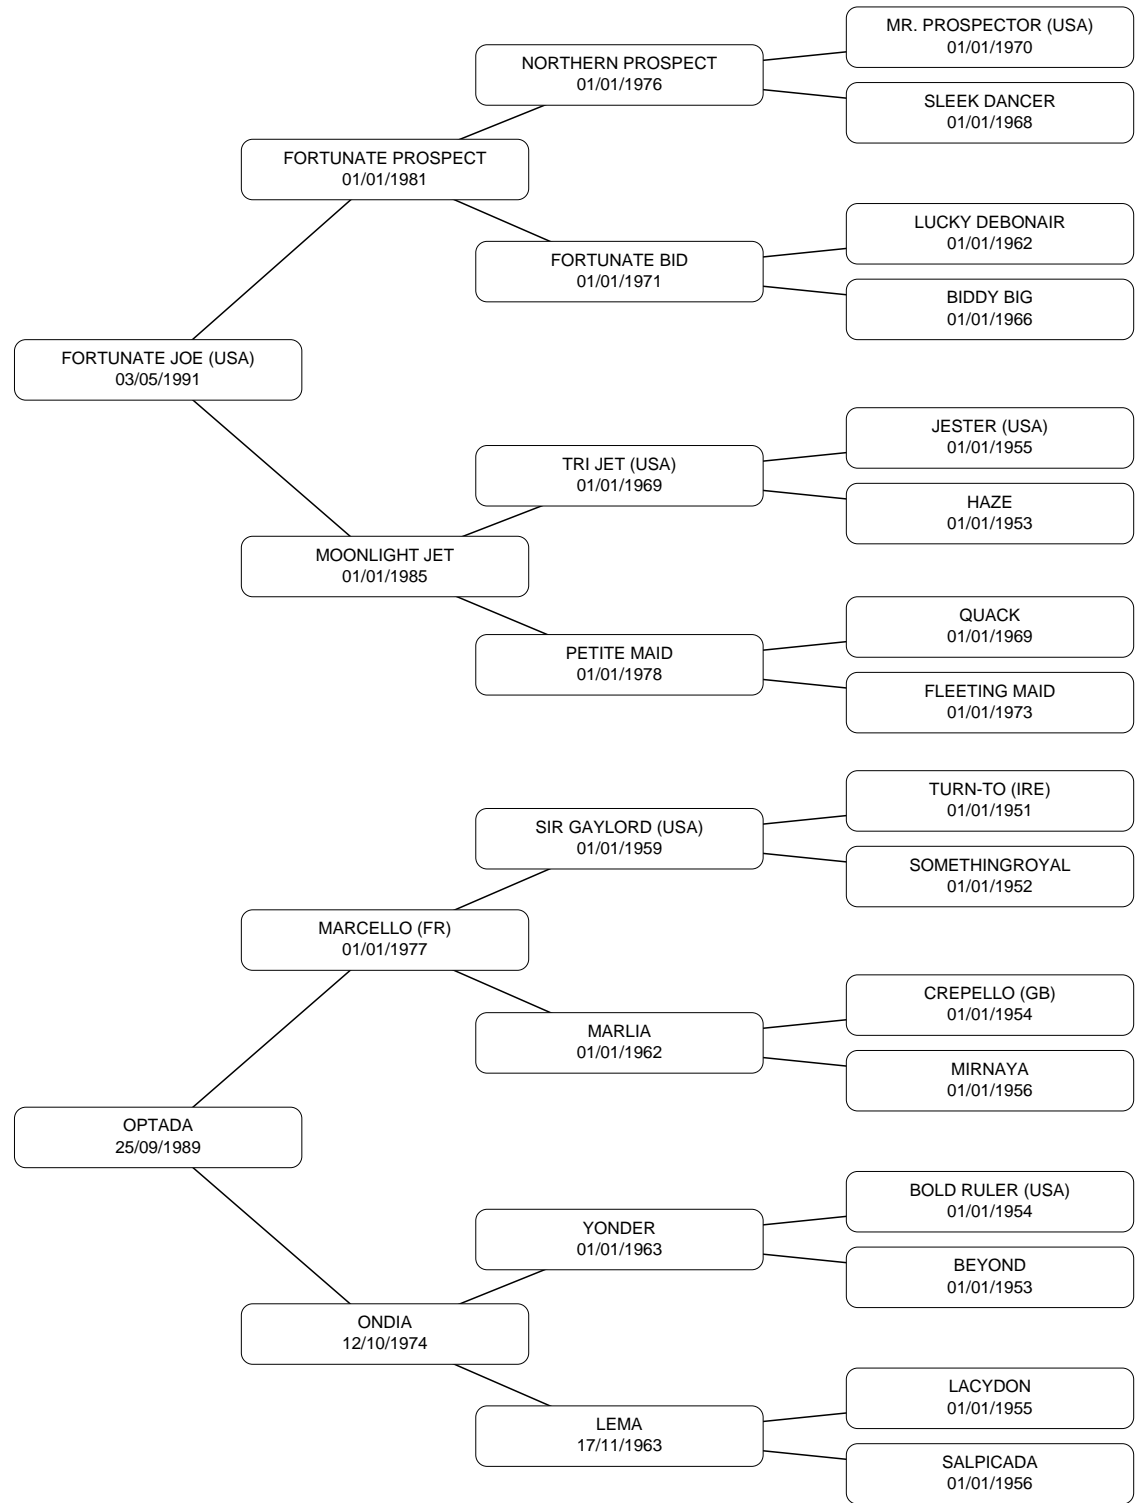 MR. PROSPECTOR (USA)
01/01/1970
NORTHERN PROSPECT
01/01/1976
SLEEK DANCER
01/01/1968
FORTUNATE PROSPECT
01/01/1981
LUCKY DEBONAIR
01/01/1962
FORTUNATE BID
01/01/1971
BIDDY BIG
01/01/1966
FORTUNATE JOE (USA)
03/05/1991
JESTER (USA)
01/01/1955
TRI JET (USA)
01/01/1969
HAZE
01/01/1953
MOONLIGHT JET
01/01/1985
QUACK
01/01/1969
PETITE MAID
01/01/1978
FLEETING MAID
01/01/1973
TURN-TO (IRE)
01/01/1951
SIR GAYLORD (USA)
01/01/1959
SOMETHINGROYAL
01/01/1952
MARCELLO (FR)
01/01/1977
CREPELLO (GB)
01/01/1954
MARLIA
01/01/1962
MIRNAYA
01/01/1956
OPTADA
25/09/1989
BOLD RULER (USA)
01/01/1954
YONDER
01/01/1963
BEYOND
01/01/1953
ONDIA
12/10/1974
LACYDON
01/01/1955
LEMA
17/11/1963
SALPICADA
01/01/1956